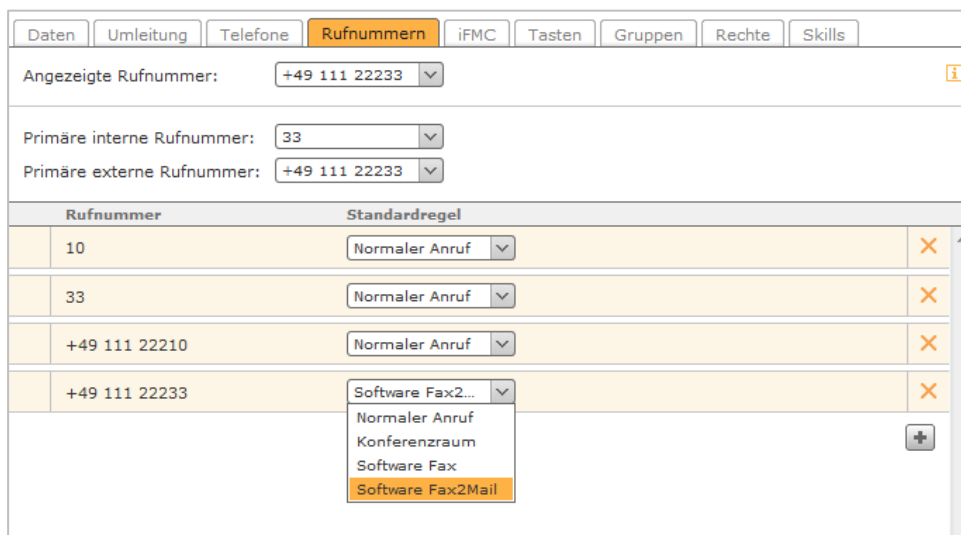 Daten Umleitung Telefone Rufnummern iFMC Tasten Gruppen Rechte Skills
Angezeigte Rufnummer: +49 111 22233
Primäre interne Rufnummer: 33
Primäre externe Rufnummer: +49 111 22233
Rufnummer Standardregel
10 Normaler Anruf
33 Normaler Anruf
+49 111 22210 Normaler Anruf
+49 111 22233 Software Fax2...
Normaler Anruf
Konferenzraum
Software Fax
Software Fax2Mail